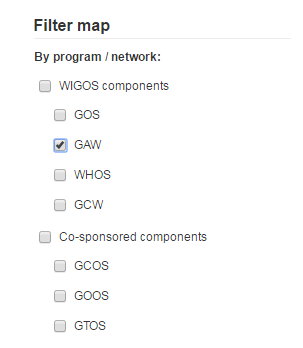 Filter map
By program / network:
WIGOS components
GOS
GAW
WHOS
GCW
Co-sponsored components
GCOS
GOOS
GTOS